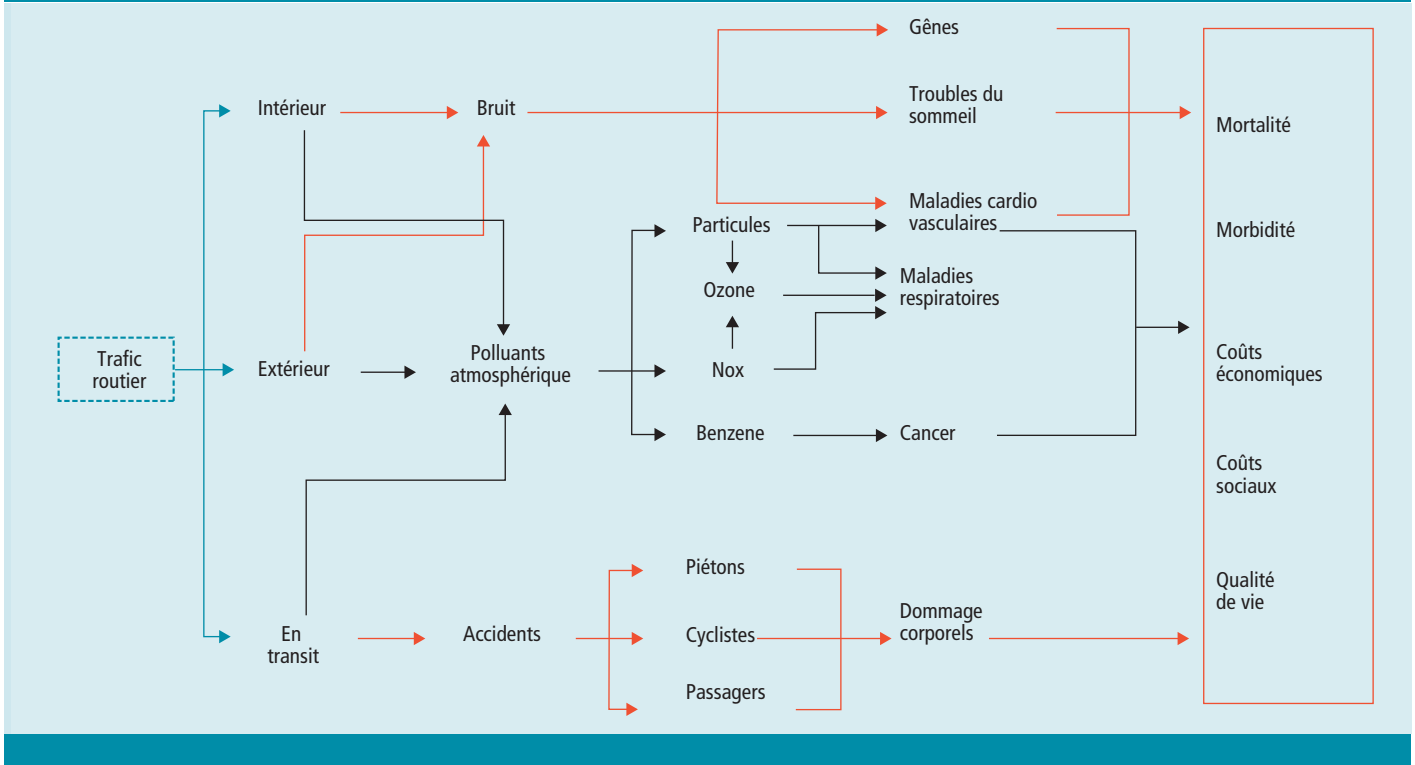 Gênes
Intérieur
Bruit
Troubles du
sommeil
Mortalité
Maladies cardio
vasculaires
Particules
Morbidité
Maladies
respiratoires
Ozone
Trafic
routier
Extérieur
Polluants
atmosphérique
Nox
Coûts
économiques
Benzene
Cancer
Coûts
sociaux
Piétons
Qualité
de vie
En
transit
Accidents
Cyclistes
Dommage
corporels
Passagers